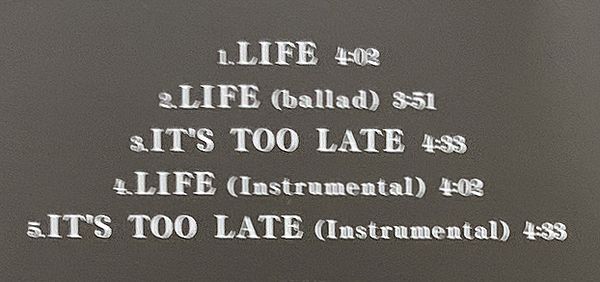 1.LIFE 4:02
2.LIFE (ballad) 3:51
3.IT'S TOO LATE 4:33
4.LIFE (Instrumental) 4:02
5.IT'S TOO LATE (Instrumental) 4:33